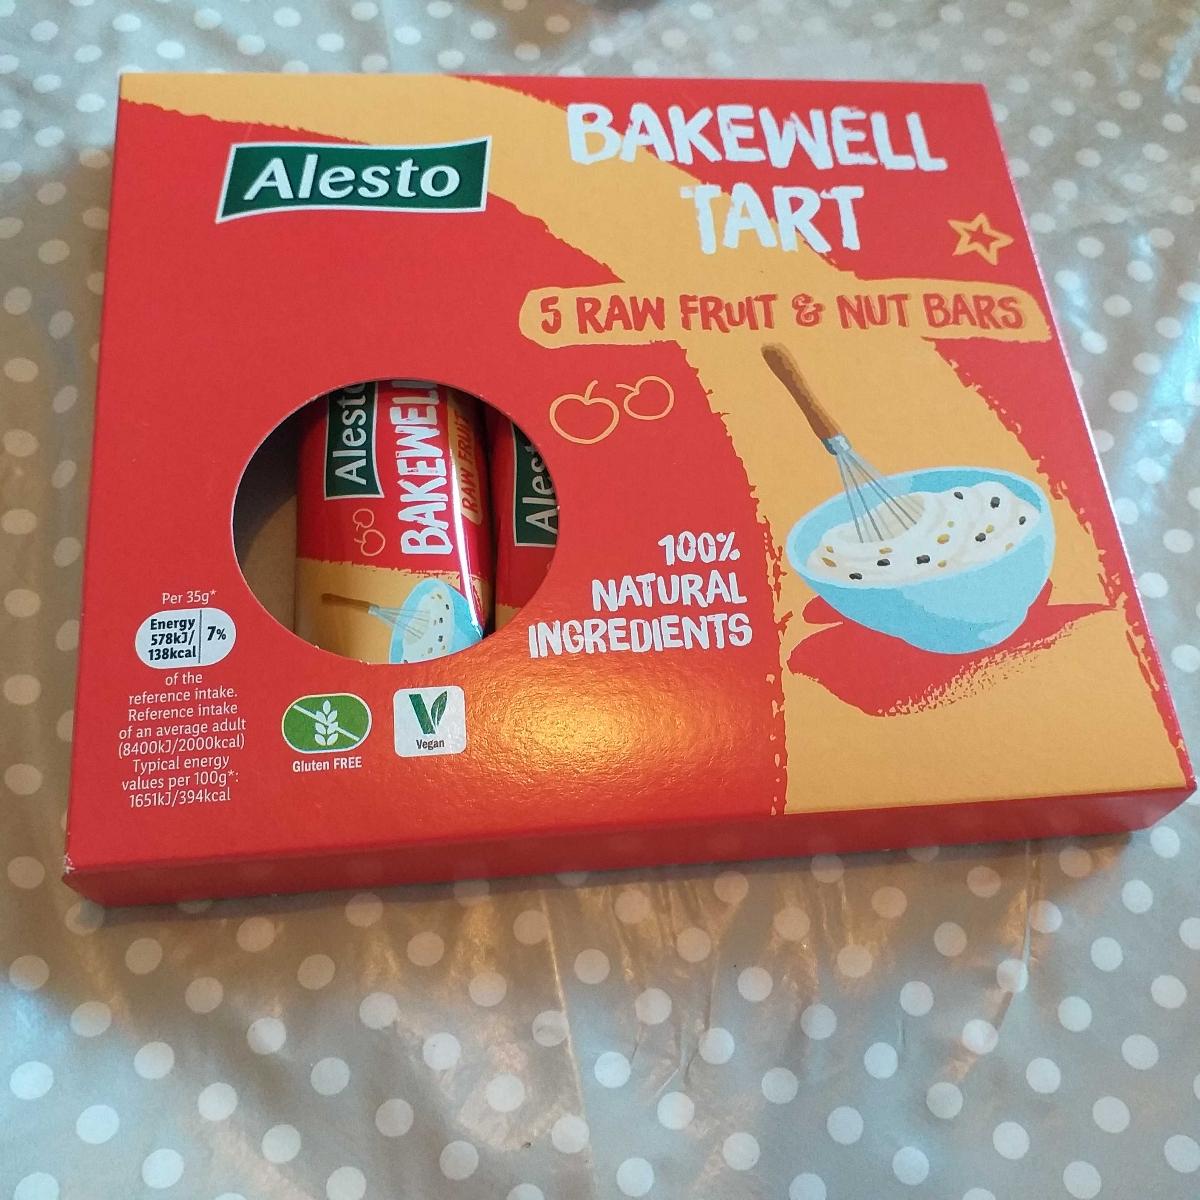 Alesto
BAKEWELL
TART
5 RAW FRUIT & NUT BARS
Alest
BAKEWELL
RAW FRUIT
Ales
100%
NATURAL
INGREDIENTS
Per 35g*
Energy
578kJ/
138kcal
7%
of the
reference intake.
Reference intake
of an average adult
(8400kJ/2000kcal)
Typical energy
values per 100g*:
1651kJ/394kcal
Gluten FREE
Vegan